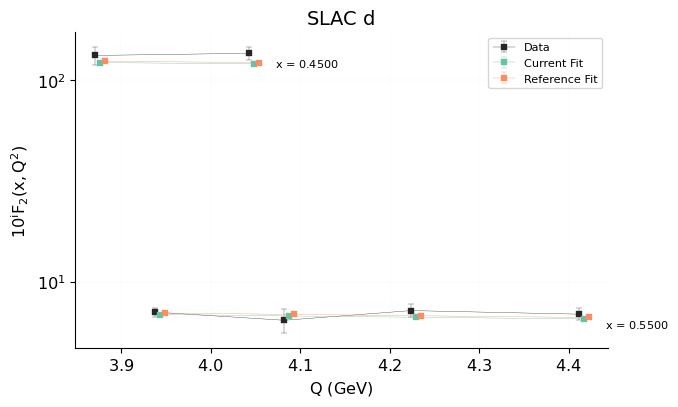 SLAC d
Data
Current Fit
Reference Fit
x = 0.4500
10²
10ⁱF₂(x, Q²)
10¹
x = 0.5500
3.9 4.0 4.1 4.2 4.3 4.4
Q (GeV)